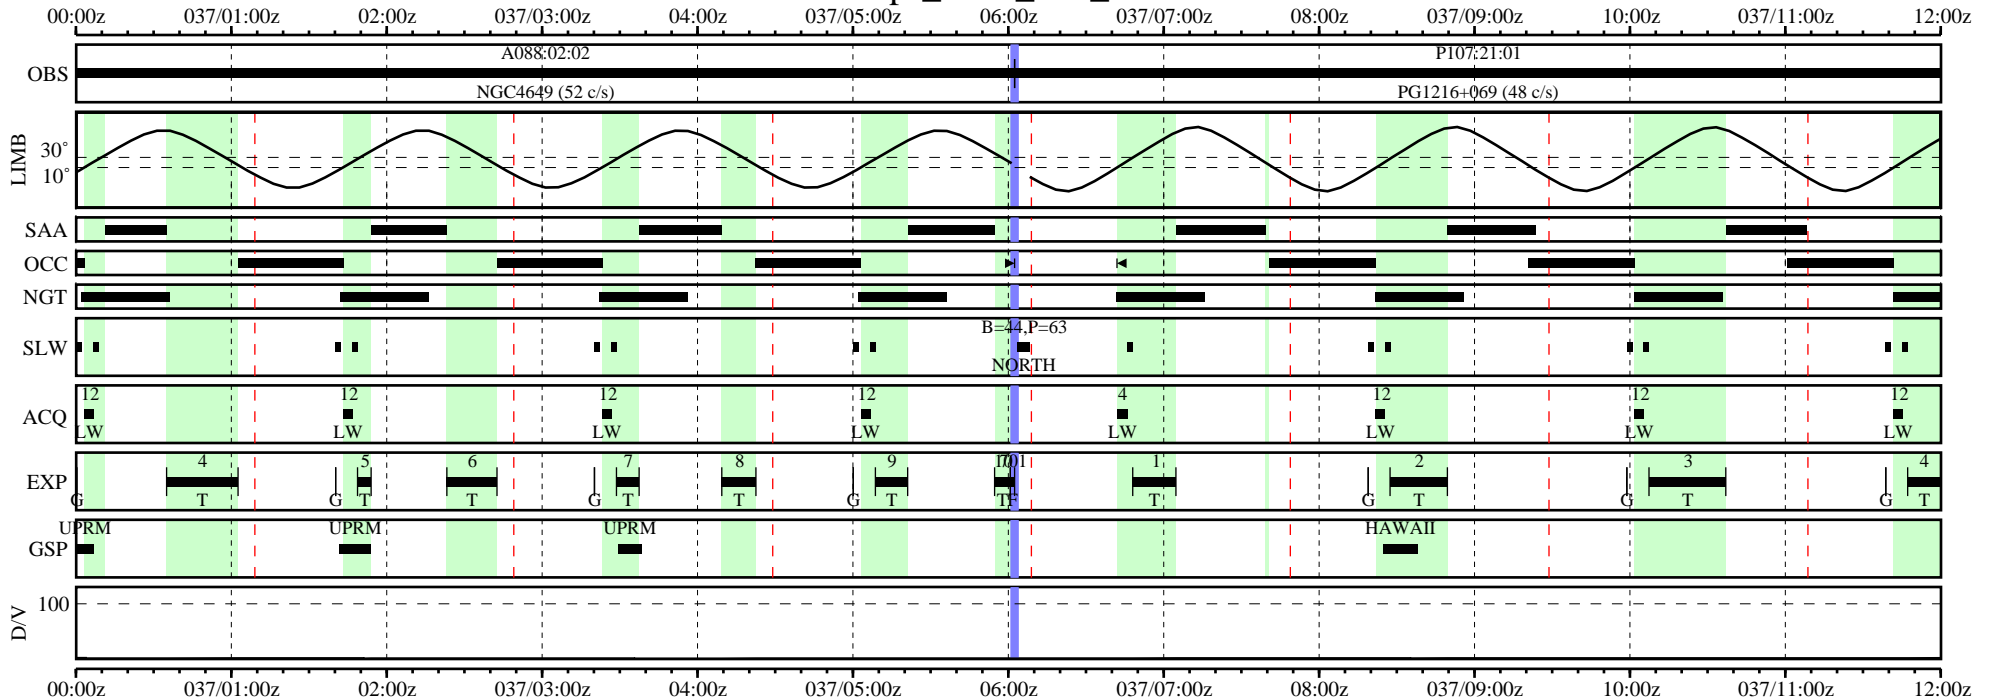 00:00z 037/01:00z 02:00z 037/03:00z 04:00z 037/05:00z 06:00z 037/07:00z 08:00z 037/09:00z 10:00z 037/11:00z 12:00z
OBS
A088:02:02 P107:21:01
NGC4649 (52 c/s) PG1216+069 (48 c/s)
LIMB
30°
10°
SAA
OCC
NGT
SLW
B=44,P=63
NORTH
ACQ
12 12 12 12 4 12 12 12
LW LW LW LW LW LW LW LW
EXP
4 5 6 7 8 9 1 2 3 4
G T G T T G T T G T T G T G T G T
GSP
UPRM UPRM UPRM HAWAII
D/V
100
00:00z 037/01:00z 02:00z 037/03:00z 04:00z 037/05:00z 06:00z 037/07:00z 08:00z 037/09:00z 10:00z 037/11:00z 12:00z